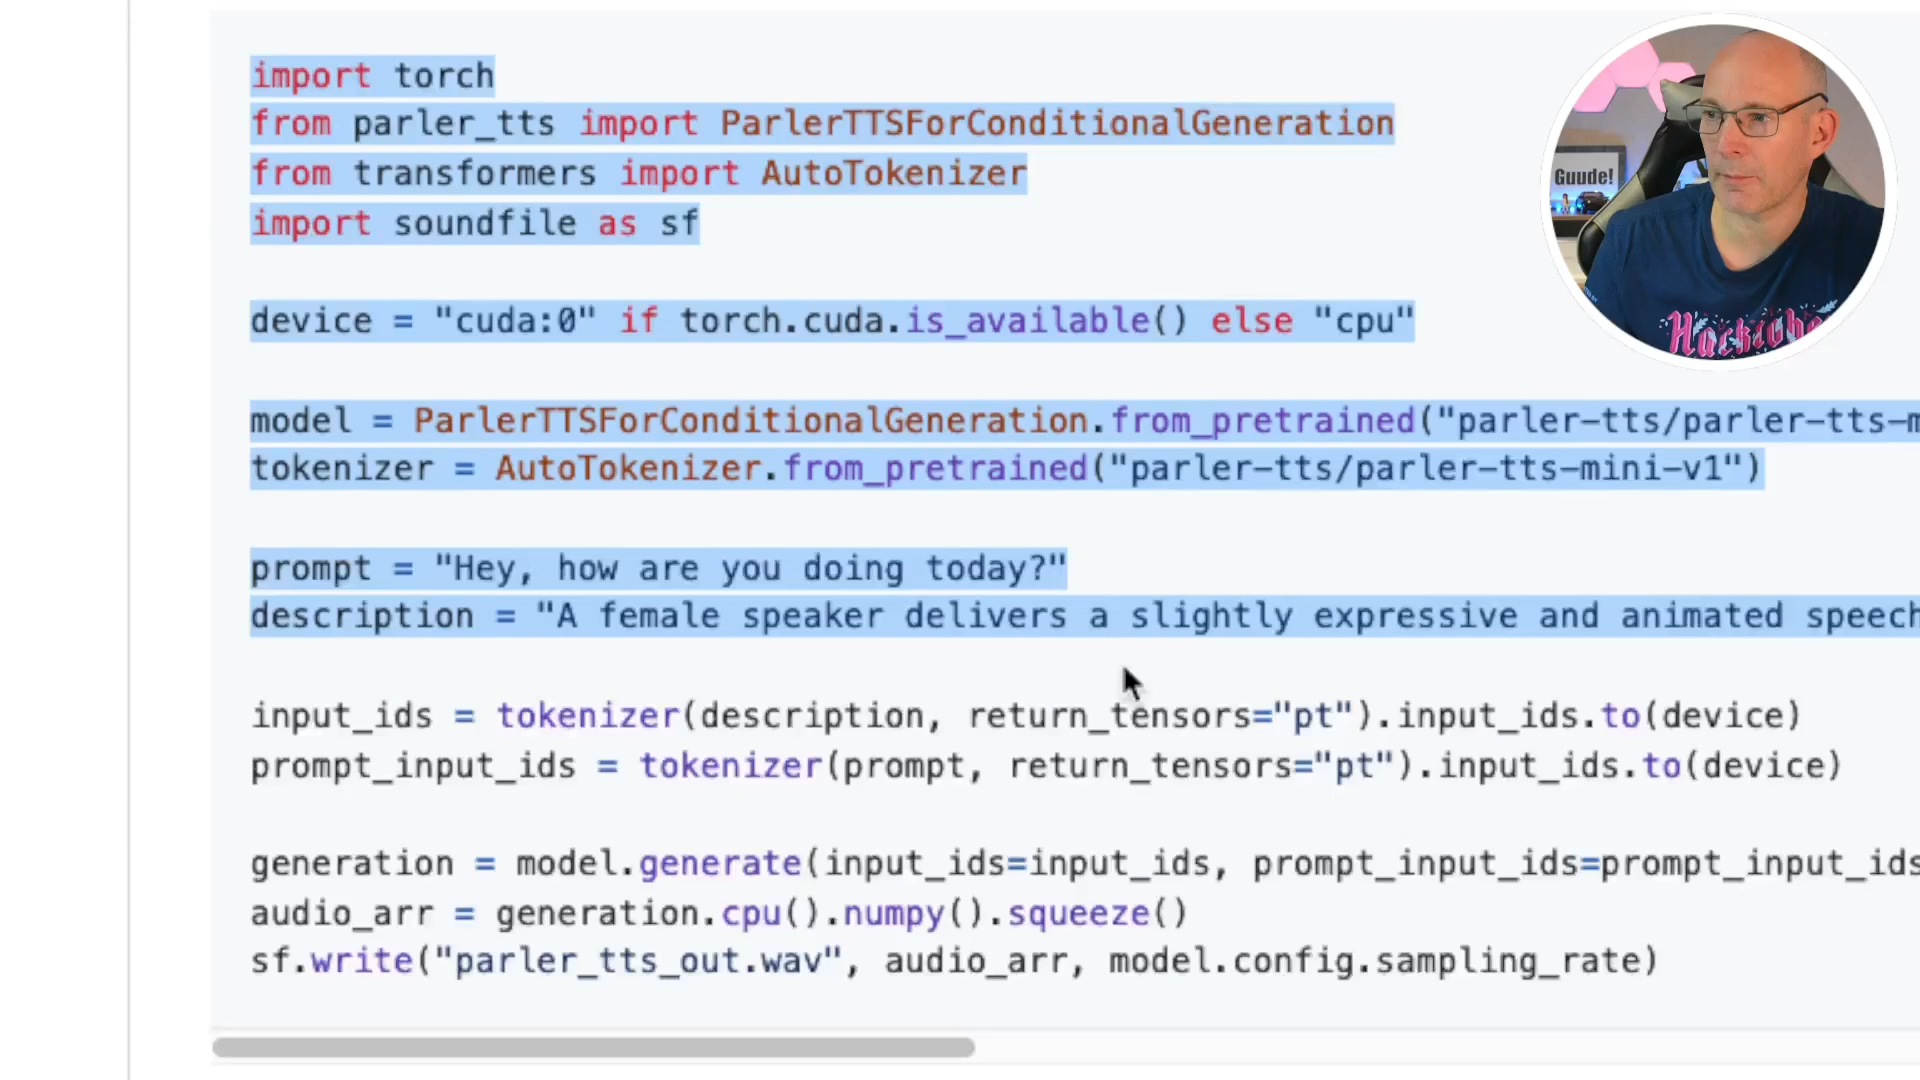 import torch
from parler_tts import ParlerTTSForConditionalGeneration
from transformers import AutoTokenizer
import soundfile as sf
device = "cuda:0" if torch.cuda.is_available() else "cpu"
model = ParlerTTSForConditionalGeneration.from_pretrained("parler-tts/parler-tts-m
tokenizer = AutoTokenizer.from_pretrained("parler-tts/parler-tts-mini-v1")
prompt = "Hey, how are you doing today?"
description = "A female speaker delivers a slightly expressive and animated speech
input_ids = tokenizer(description, return_tensors="pt").input_ids.to(device)
prompt_input_ids = tokenizer(prompt, return_tensors="pt").input_ids.to(device)
generation = model.generate(input_ids=input_ids, prompt_input_ids=prompt_input_ids
audio_arr = generation.cpu().numpy().squeeze()
sf.write("parler_tts_out.wav", audio_arr, model.config.sampling_rate)
Guude!